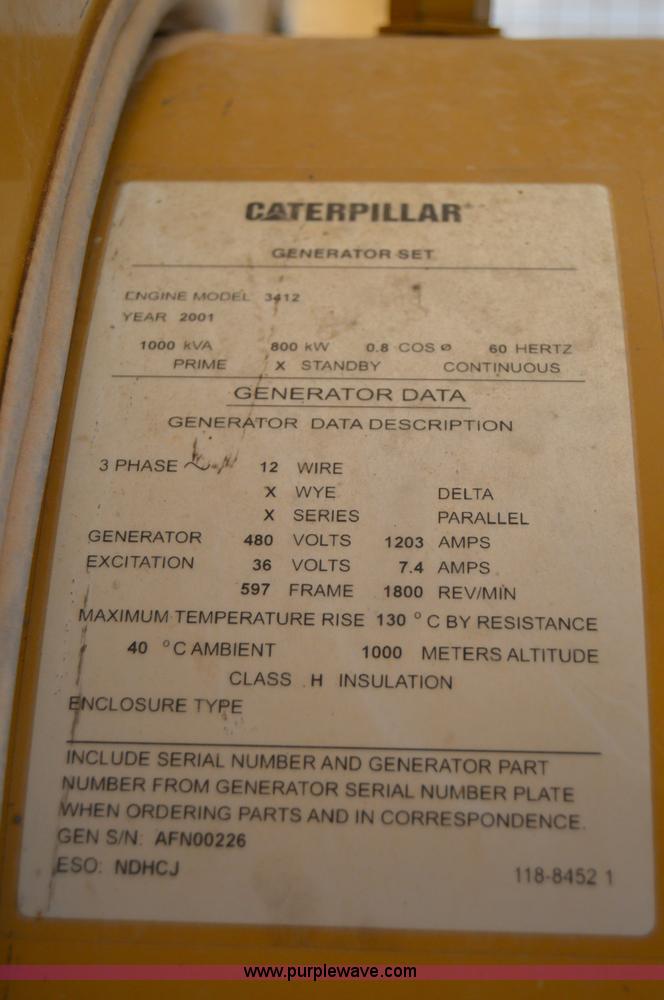 CATERPILLAR
GENERATOR SET
ENGINE MODEL 3412
YEAR 2001
1000 kVA 800 kW 0.8 COS ø 60 HERTZ
PRIME X STANDBY CONTINUOUS
GENERATOR DATA
GENERATOR DATA DESCRIPTION
3 PHASE 12 WIRE
X WYE DELTA
X SERIES PARALLEL
GENERATOR 480 VOLTS 1203 AMPS
EXCITATION 36 VOLTS 7.4 AMPS
597 FRAME 1800 REV/MIN
MAXIMUM TEMPERATURE RISE 130 °C BY RESISTANCE
40 °C AMBIENT 1000 METERS ALTITUDE
CLASS H INSULATION
ENCLOSURE TYPE
INCLUDE SERIAL NUMBER AND GENERATOR PART
NUMBER FROM GENERATOR SERIAL NUMBER PLATE
WHEN ORDERING PARTS AND IN CORRESPONDENCE.
GEN S/N: AFN00226
ESO: NDHCJ 118-8452 1
www.purplewave.com